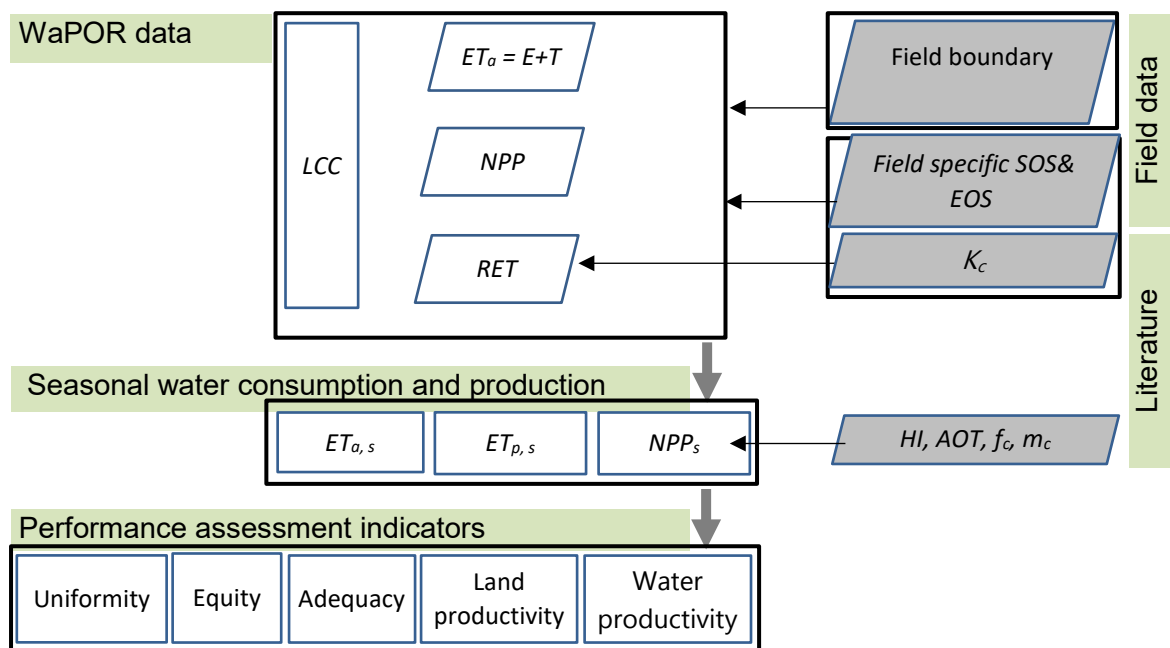 WaPOR data
LCC
ETa = E+T
NPP
RET
Field boundary
Field specific SOS&
EOS
Kc
Field data
Literature
Seasonal water consumption and production
ETa, s
ETp, s
NPPs
HI, AOT, fc, mc
Performance assessment indicators
Uniformity
Equity
Adequacy
Land
productivity
Water
productivity